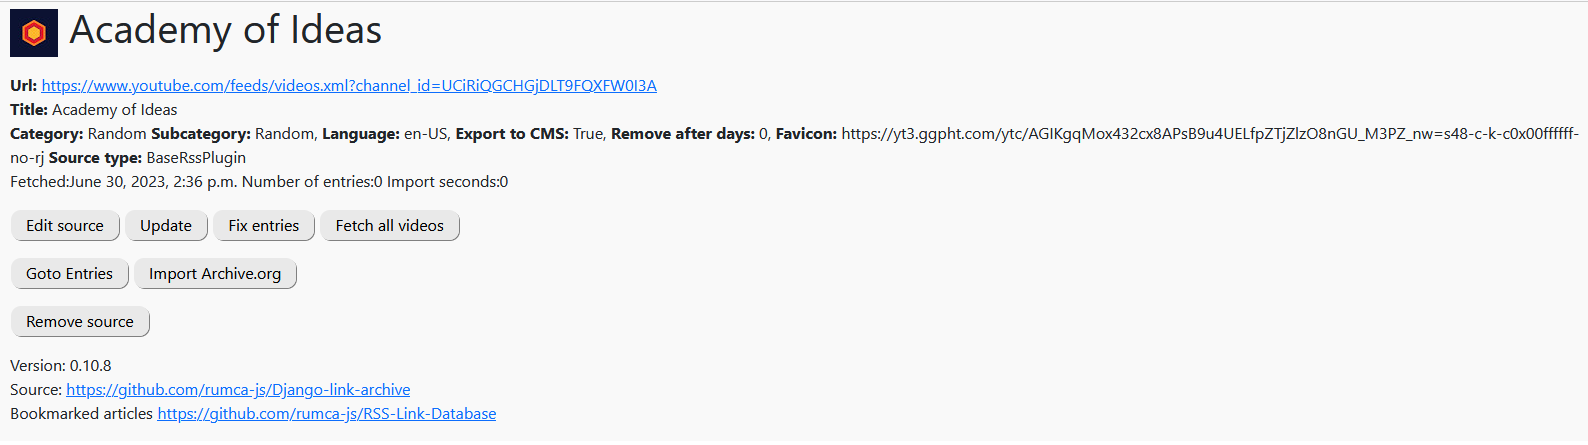 Academy of Ideas
Url: https://www.youtube.com/feeds/videos.xml?channel_id=UCiRiQGCHGjDLT9FQXFW0I3A
Title: Academy of Ideas
Category: Random Subcategory: Random, Language: en-US, Export to CMS: True, Remove after days: 0, Favicon: https://yt3.ggpht.com/ytc/AGIKgqMox432cx8APsB9u4UELfpZTjZlzO8nGU_M3PZ_nw=s48-c-k-c0x00ffffff-
no-rj Source type: BaseRssPlugin
Fetched:June 30, 2023, 2:36 p.m. Number of entries:0 Import seconds:0
Edit source Update Fix entries Fetch all videos
Goto Entries Import Archive.org
Remove source
Version: 0.10.8
Source: https://github.com/rumca-js/Django-link-archive
Bookmarked articles https://github.com/rumca-js/RSS-Link-Database